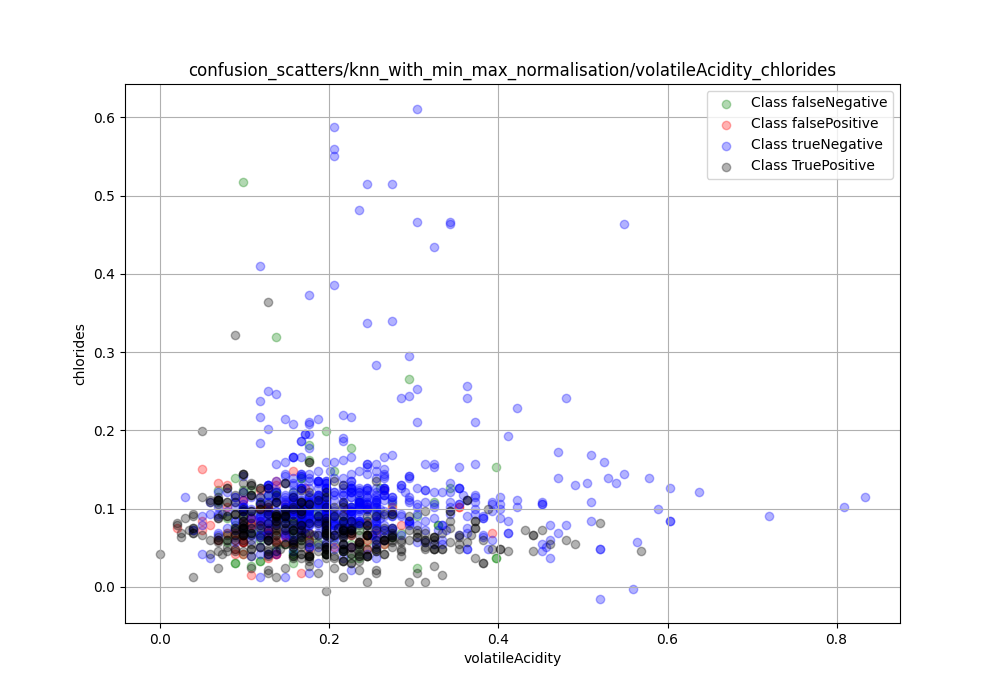 confusion_scatters/knn_with_min_max_normalisation/volatileAcidity_chlorides
Class falseNegative
Class falsePositive
Class trueNegative
Class TruePositive
chlorides
0.6
0.5
0.4
0.3
0.2
0.1
0.0
0.0 0.2 0.4 0.6 0.8
volatileAcidity